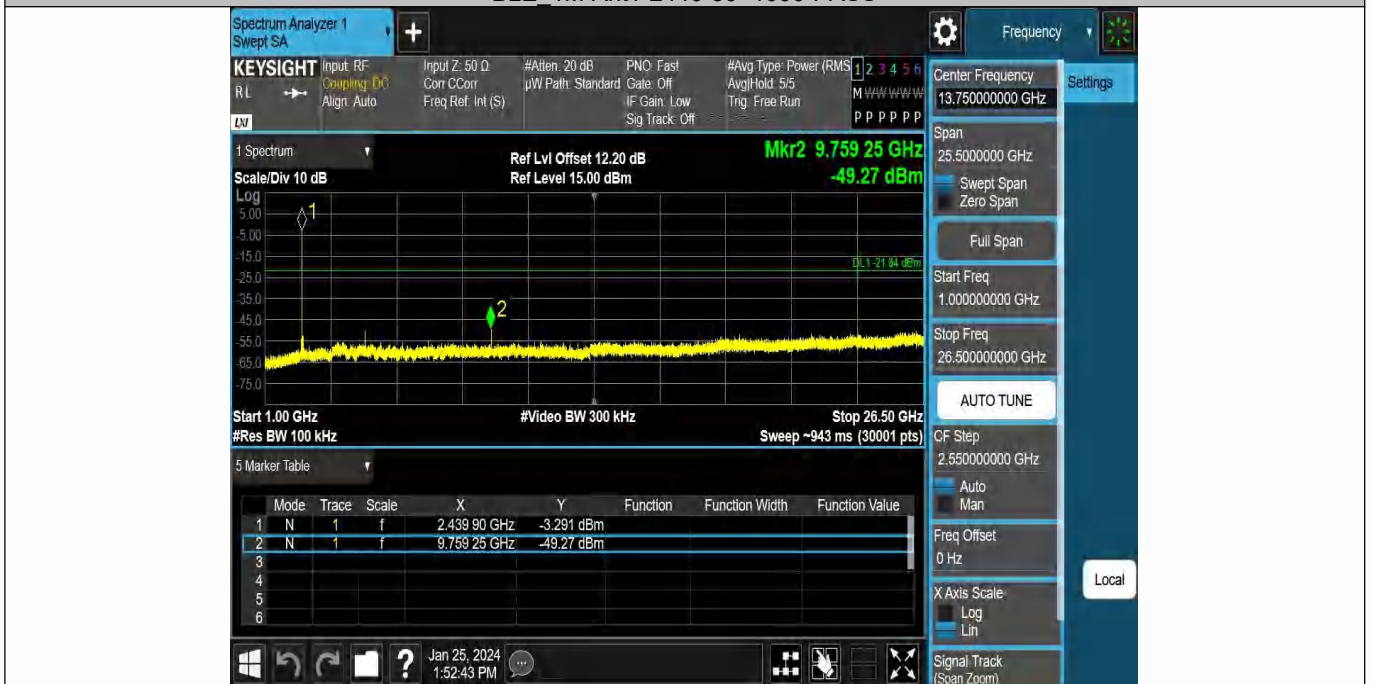 Spectrum Analyzer 1
Swept SA
+
Frequency
KEYSIGHT
RL
LXI
Input: RF
Coupling: DC
Align: Auto
Input Z: 50 Ω
Corr CCorr
Freq Ref: Int (S)
#Atten: 20 dB
µW Path: Standard
PNO: Fast
Gate: Off
IF Gain: Low
Sig Track: Off
#Avg Type: Power (RMS
Avg|Hold: 5/5
Trig: Free Run
1 2 3 4 5 6
M W W W W W
P P P P P P
Center Frequency
13.750000000 GHz
Settings
Span
25.5000000 GHz
Swept Span
Zero Span
Full Span
Start Freq
1.000000000 GHz
Stop Freq
26.500000000 GHz
AUTO TUNE
CF Step
2.550000000 GHz
Auto
Man
Freq Offset
0 Hz
X Axis Scale
Log
Lin
Signal Track
(Span Zoom)
Local
1 Spectrum
Scale/Div 10 dB
Ref Lvl Offset 12.20 dB
Ref Level 15.00 dBm
Mkr2 9.759 25 GHz
-49.27 dBm
Log
5.00
-5.00
-15.0
-25.0
-35.0
-45.0
-55.0
-65.0
-75.0
1
2
DL1 -21.84 dBm
Start 1.00 GHz
#Video BW 300 kHz
Stop 26.50 GHz
#Res BW 100 kHz
Sweep ~943 ms (30001 pts)
5 Marker Table
Mode Trace Scale X Y Function Function Width Function Value
1 N 1 f 2.439 90 GHz -3.291 dBm
2 N 1 f 9.759 25 GHz -49.27 dBm
3
4
5
6
?
Jan 25, 2024
1:52:43 PM